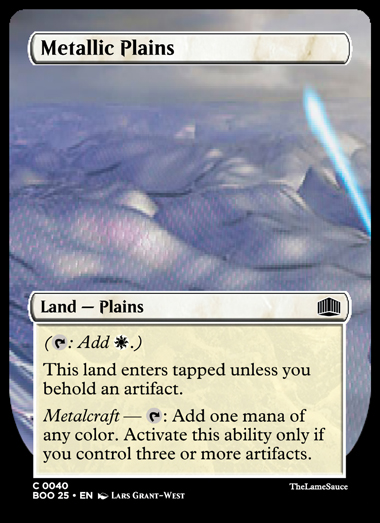 Metallic Plains
Land — Plains
(T: Add W.)
This land enters tapped unless you
behold an artifact.
Metalcraft — T: Add one mana of
any color. Activate this ability only if
you control three or more artifacts.
C 0040
BOO 25 • EN Lars Grant-West
TheLameSauce